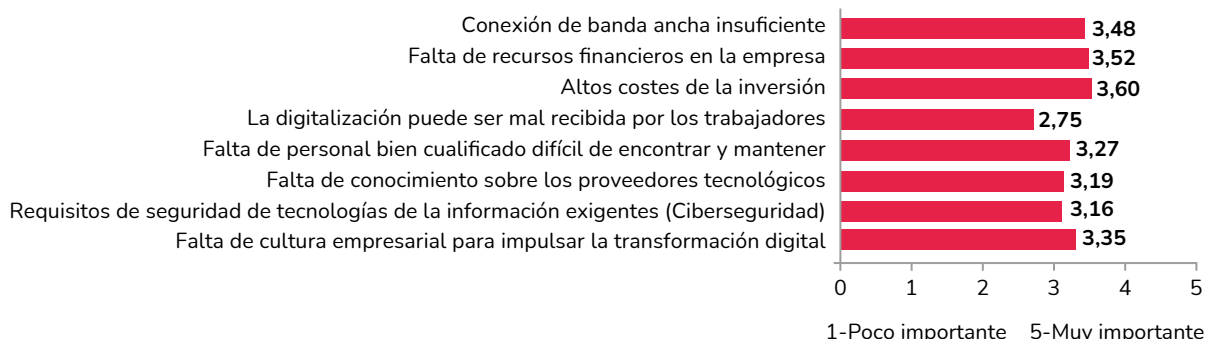 Conexión de banda ancha insuficiente 3,48
Falta de recursos financieros en la empresa 3,52
Altos costes de la inversión 3,60
La digitalización puede ser mal recibida por los trabajadores 2,75
Falta de personal bien cualificado difícil de encontrar y mantener 3,27
Falta de conocimiento sobre los proveedores tecnológicos 3,19
Requisitos de seguridad de tecnologías de la información exigentes (Ciberseguridad) 3,16
Falta de cultura empresarial para impulsar la transformación digital 3,35
0 1 2 3 4 5
1-Poco importante 5-Muy importante